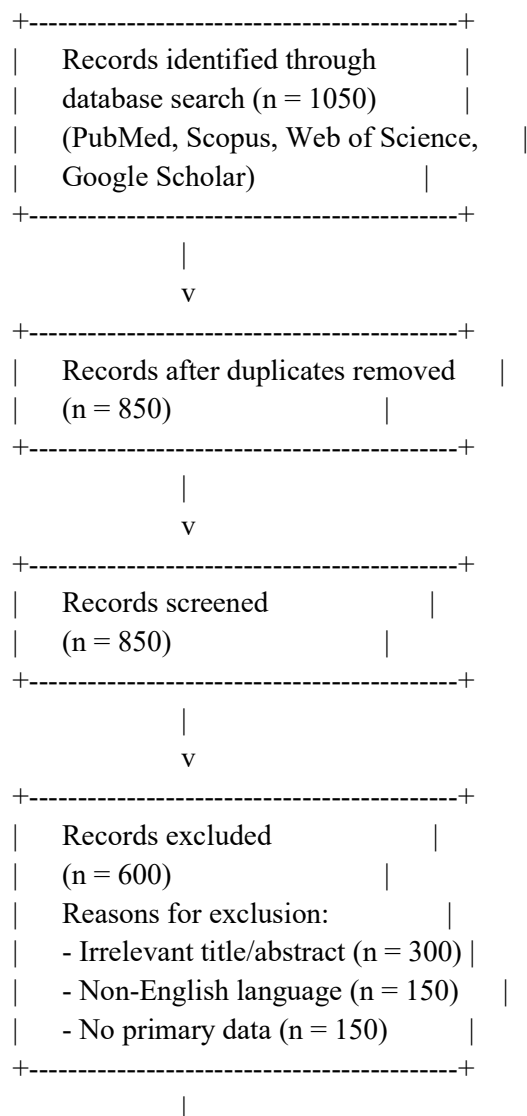 +-------------------------------------------+
| Records identified through |
| database search (n = 1050) |
| (PubMed, Scopus, Web of Science, |
| Google Scholar) |
+-------------------------------------------+
|
v
+-------------------------------------------+
| Records after duplicates removed |
| (n = 850) |
+-------------------------------------------+
|
v
+-------------------------------------------+
| Records screened |
| (n = 850) |
+-------------------------------------------+
|
v
+-------------------------------------------+
| Records excluded |
| (n = 600) |
| Reasons for exclusion: |
| - Irrelevant title/abstract (n = 300) |
| - Non-English language (n = 150) |
| - No primary data (n = 150) |
+-------------------------------------------+
|